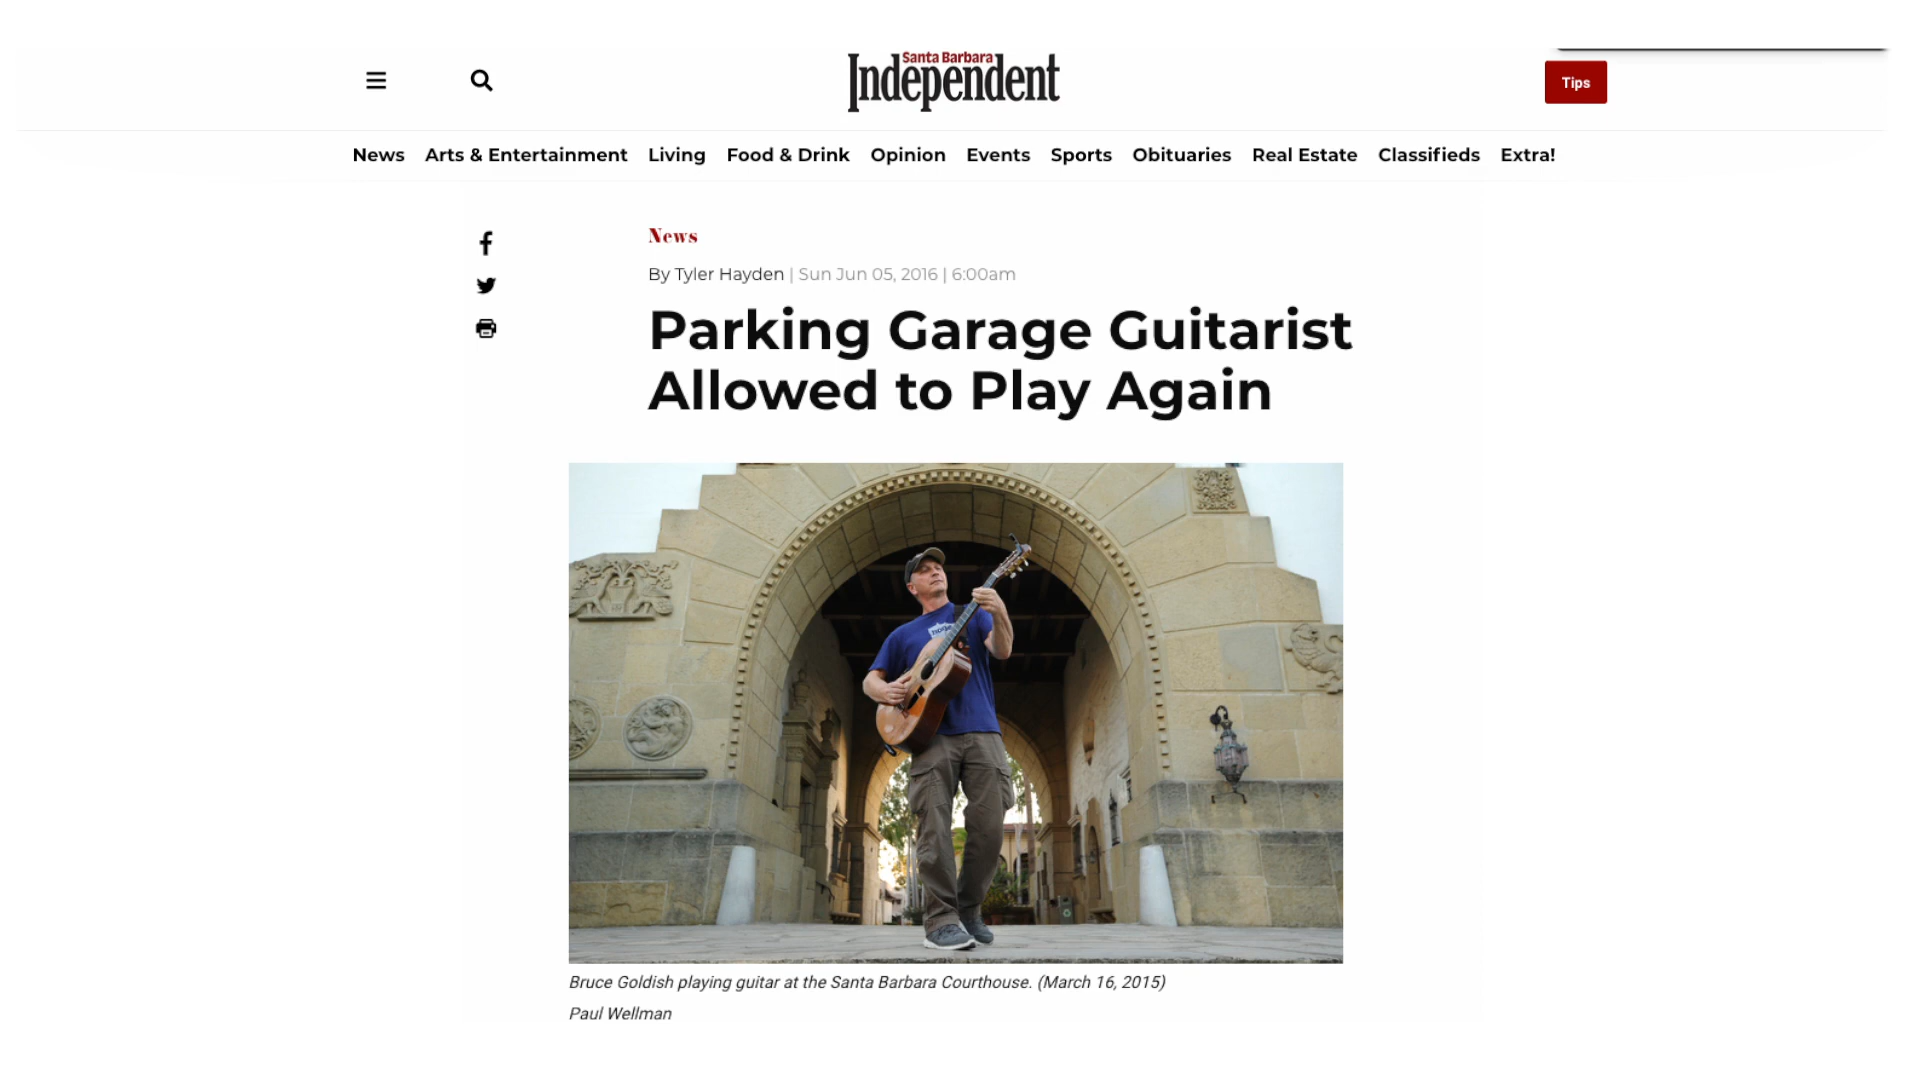 Santa Barbara
Independent
Tips
News Arts & Entertainment Living Food & Drink Opinion Events Sports Obituaries Real Estate Classifieds Extra!
News
By Tyler Hayden | Sun Jun 05, 2016 | 6:00am
Parking Garage Guitarist
Allowed to Play Again
Bruce Goldish playing guitar at the Santa Barbara Courthouse. (March 16, 2015)
Paul Wellman